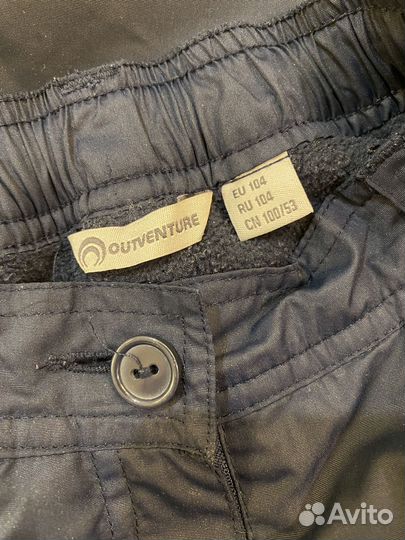 OUTVENTURE
EU 104
RU 104
CN 100/53
Avito